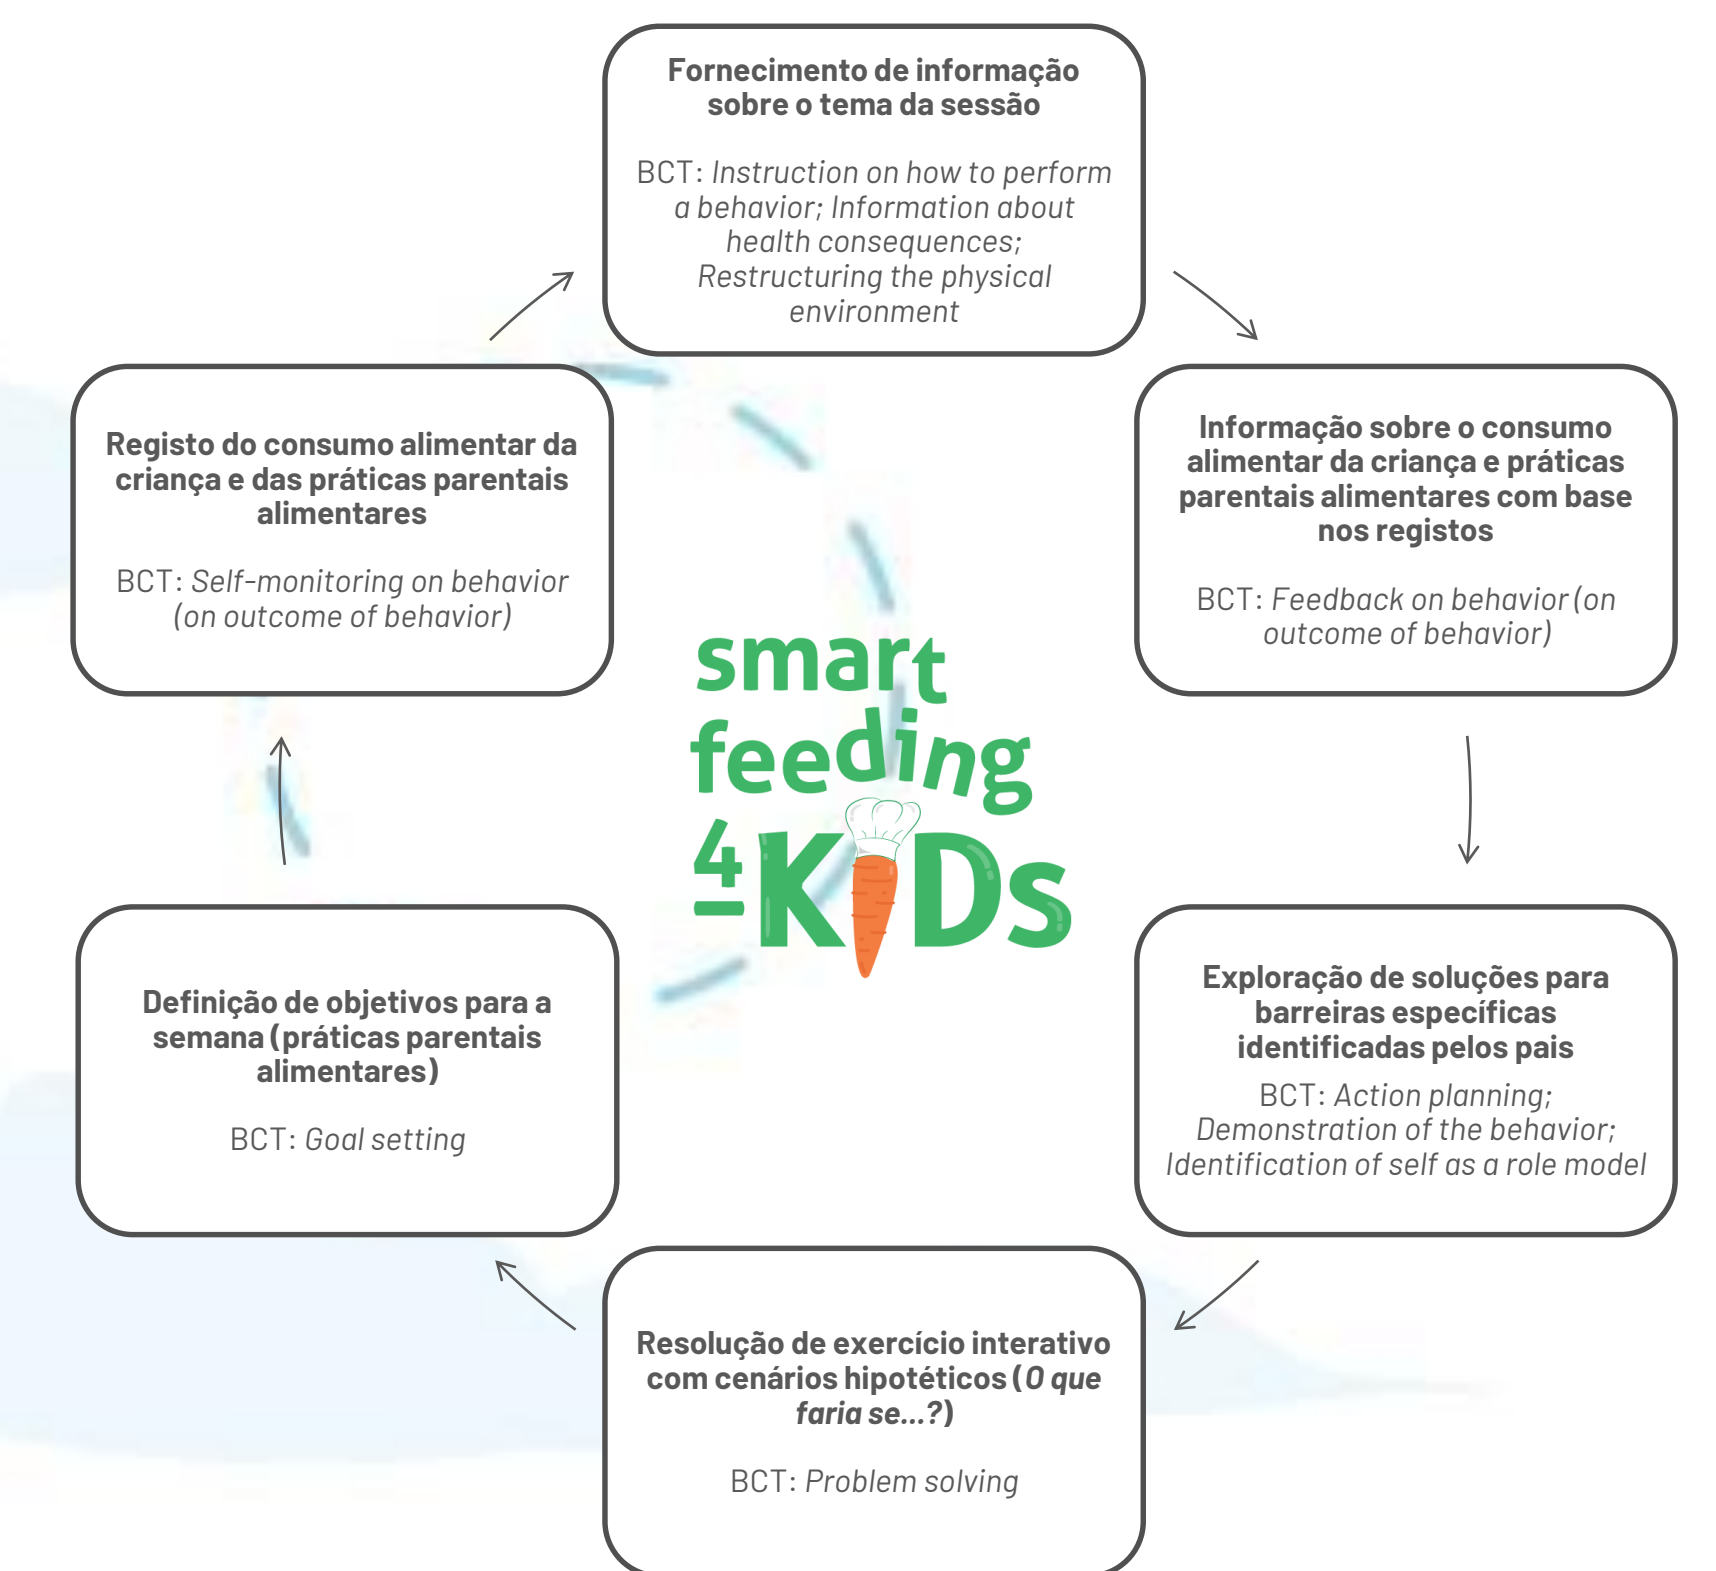 Fornecimento de informação
sobre o tema da sessão
BCT: Instruction on how to perform
a behavior; Information about
health consequences;
Restructuring the physical
environment
Informação sobre o consumo
alimentar da criança e práticas
parentais alimentares com base
nos registos
BCT: Feedback on behavior (on
outcome of behavior)
Exploração de soluções para
barreiras específicas
identificadas pelos pais
BCT: Action planning;
Demonstration of the behavior;
Identification of self as a role model
Resolução de exercício interativo
com cenários hipotéticos (O que
faria se...?)
BCT: Problem solving
Definição de objetivos para a
semana (práticas parentais
alimentares)
BCT: Goal setting
Registo do consumo alimentar da
criança e das práticas parentais
alimentares
BCT: Self-monitoring on behavior
(on outcome of behavior)
smart
feeding
4 KiDs